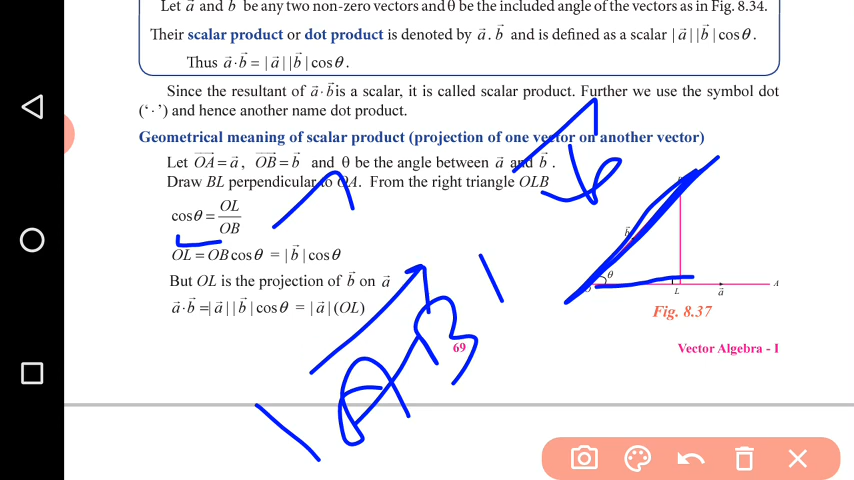 Let a⃗ and b⃗ be any two non-zero vectors and θ be the included angle of the vectors as in Fig. 8.34.
Their scalar product or dot product is denoted by a⃗ . b⃗ and is defined as a scalar | a⃗ | | b⃗ | cos θ .
Thus a⃗ · b⃗ = | a⃗ | | b⃗ | cos θ .
Since the resultant of a⃗ · b⃗ is a scalar, it is called scalar product. Further we use the symbol dot
(‘ · ’) and hence another name dot product.
Geometrical meaning of scalar product (projection of one vector on another vector)
Let OA⃗ = a⃗ , OB⃗ = b⃗ and θ be the angle between a⃗ and b⃗ .
Draw BL perpendicular to OA. From the right triangle OLB
cos θ = OL / OB
OL = OB cos θ = | b⃗ | cos θ
But OL is the projection of b⃗ on a⃗
a⃗ · b⃗ = | a⃗ | | b⃗ | cos θ = | a⃗ | (OL)
b⃗
θ
L
a⃗
A
Fig. 8.37
| AB |
69
Vector Algebra - I